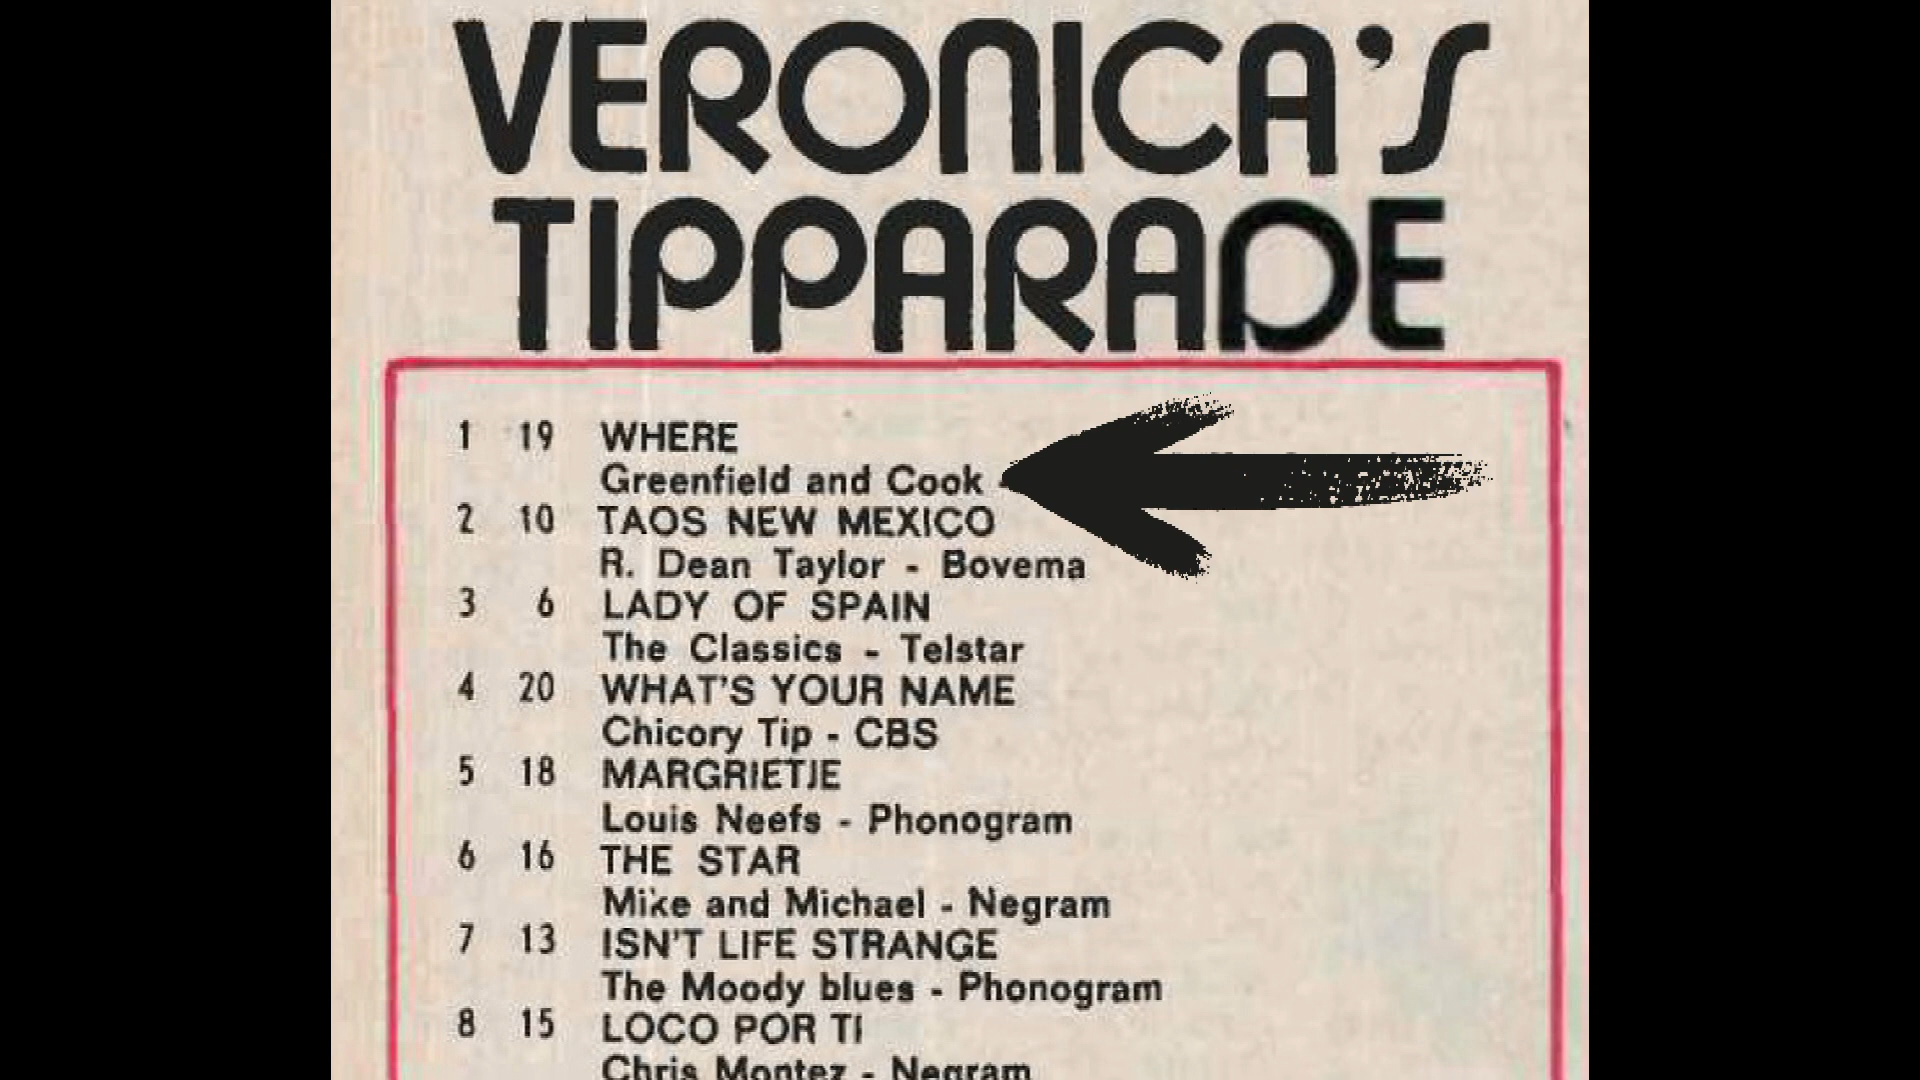 VERONICA'S
TIPPARADE
1 19 WHERE
Greenfield and Cook -
2 10 TAOS NEW MEXICO
R. Dean Taylor - Bovema
3 6 LADY OF SPAIN
The Classics - Telstar
4 20 WHAT'S YOUR NAME
Chicory Tip - CBS
5 18 MARGRIETJE
Louis Neefs - Phonogram
6 16 THE STAR
Mike and Michael - Negram
7 13 ISN'T LIFE STRANGE
The Moody blues - Phonogram
8 15 LOCO POR TI
Chris Montez - Negram